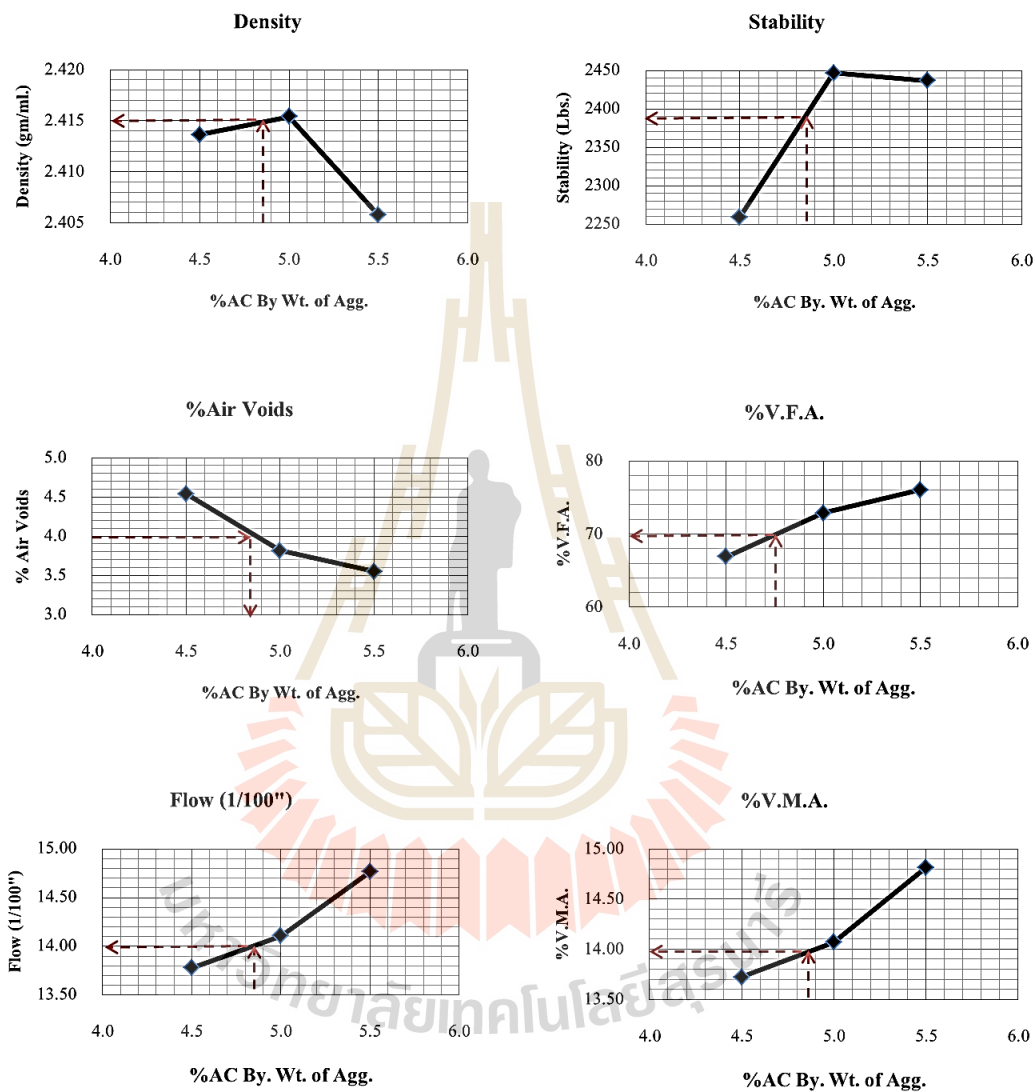 Density
Density (gm/ml.)
2.420
2.415
2.410
2.405
4.0 4.5 5.0 5.5 6.0
%AC By Wt. of Agg.
Stability
Stability (Lbs.)
2450
2400
2350
2300
2250
4.0 4.5 5.0 5.5 6.0
%AC By. Wt. of Agg.
%Air Voids
% Air Voids
5.0
4.5
4.0
3.5
3.0
4.0 4.5 5.0 5.5 6.0
%AC By Wt. of Agg.
%V.F.A.
%V.F.A.
80
70
60
4.0 4.5 5.0 5.5 6.0
%AC By. Wt. of Agg.
Flow (1/100")
Flow (1/100")
15.00
14.50
14.00
13.50
4.0 4.5 5.0 5.5 6.0
%AC By. Wt. of Agg.
%V.M.A.
%V.M.A.
15.00
14.50
14.00
13.50
4.0 4.5 5.0 5.5 6.0
%AC By. Wt. of Agg.
มหาวิทยาลัยเทคโนโลยีสุรนารี